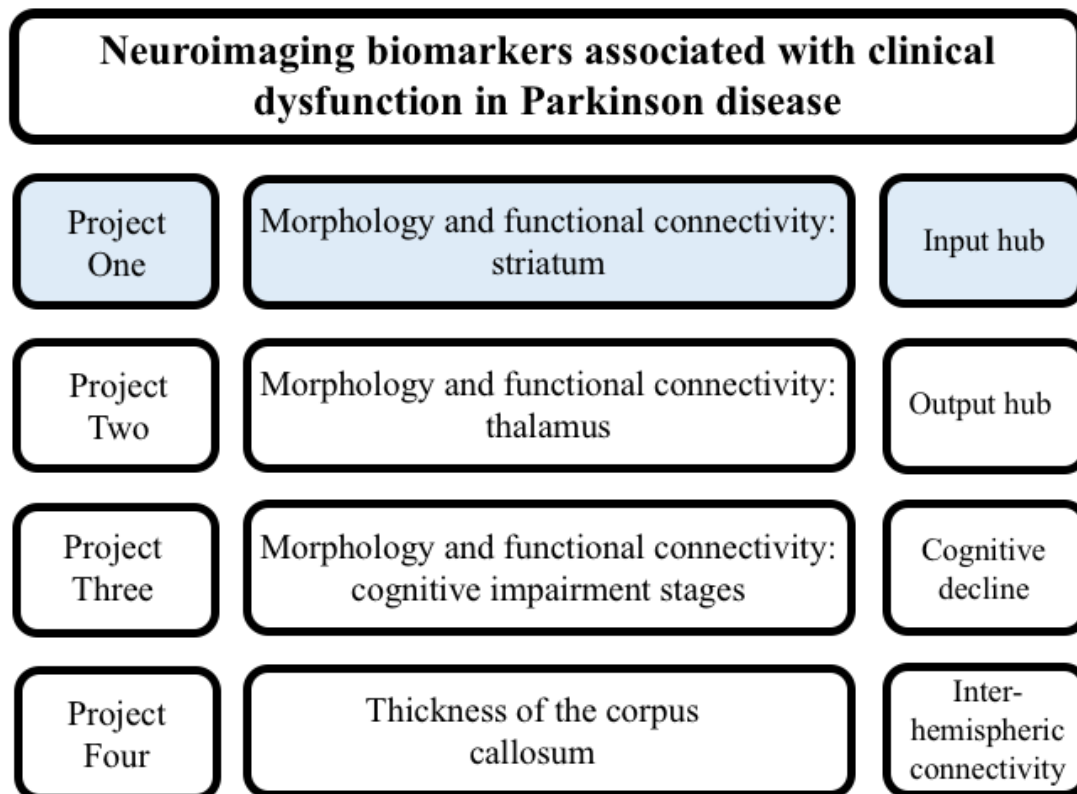 Neuroimaging biomarkers associated with clinical
dysfunction in Parkinson disease
Project
One
Morphology and functional connectivity:
striatum
Input hub
Project
Two
Morphology and functional connectivity:
thalamus
Output hub
Project
Three
Morphology and functional connectivity:
cognitive impairment stages
Cognitive
decline
Project
Four
Thickness of the corpus
callosum
Inter-
hemispheric
connectivity